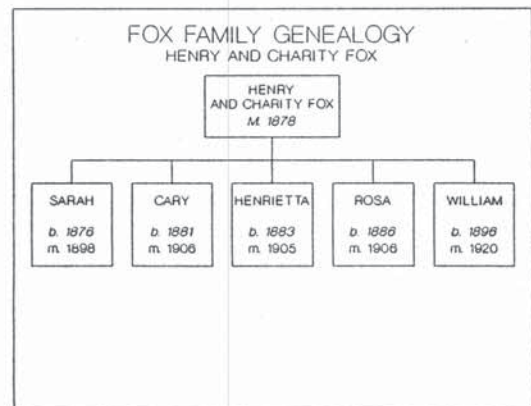 FOX FAMILY GENEALOGY
HENRY AND CHARITY FOX
HENRY
AND CHARITY FOX
M. 1878
SARAH
b. 1876
m. 1898
CARY
b. 1881
m. 1906
HENRIETTA
b. 1883
m. 1905
ROSA
b. 1886
m. 1906
WILLIAM
b. 1896
m. 1920